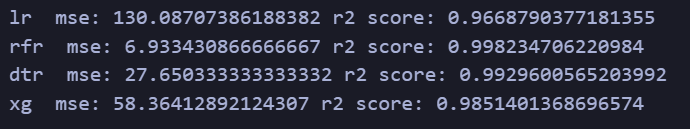 lr  mse: 130.08707386188382 r2 score: 0.9668790377181355
rfr  mse: 6.933430866666667 r2 score: 0.998234706220984
dtr  mse: 27.650333333333332 r2 score: 0.9929600565203992
xg  mse: 58.36412892124307 r2 score: 0.9851401368696574